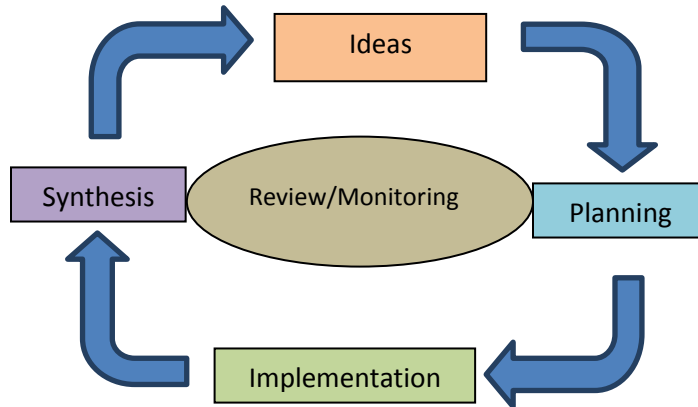 Ideas
Synthesis
Review/Monitoring
Planning
Implementation